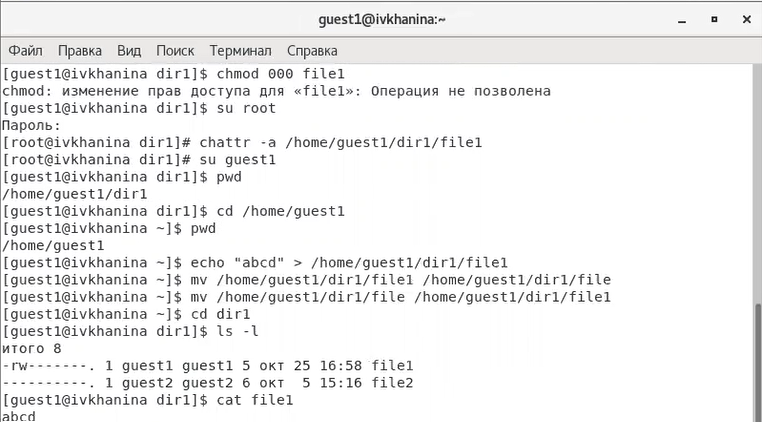 guest1@ivkhanina:~
Файл Правка Вид Поиск Терминал Справка
[guest1@ivkhanina dir1]$ chmod 000 file1
chmod: изменение прав доступа для «file1»: Операция не позволена
[guest1@ivkhanina dir1]$ su root
Пароль:
[root@ivkhanina dir1]# chattr -a /home/guest1/dir1/file1
[root@ivkhanina dir1]# su guest1
[guest1@ivkhanina dir1]$ pwd
/home/guest1/dir1
[guest1@ivkhanina dir1]$ cd /home/guest1
[guest1@ivkhanina ~]$ pwd
/home/guest1
[guest1@ivkhanina ~]$ echo "abcd" > /home/guest1/dir1/file1
[guest1@ivkhanina ~]$ mv /home/guest1/dir1/file1 /home/guest1/dir1/file
[guest1@ivkhanina ~]$ mv /home/guest1/dir1/file /home/guest1/dir1/file1
[guest1@ivkhanina ~]$ cd dir1
[guest1@ivkhanina dir1]$ ls -l
итого 8
-rw-------. 1 guest1 guest1 5 окт 25 16:58 file1
----------. 1 guest2 guest2 6 окт  5 15:16 file2
[guest1@ivkhanina dir1]$ cat file1
abcd